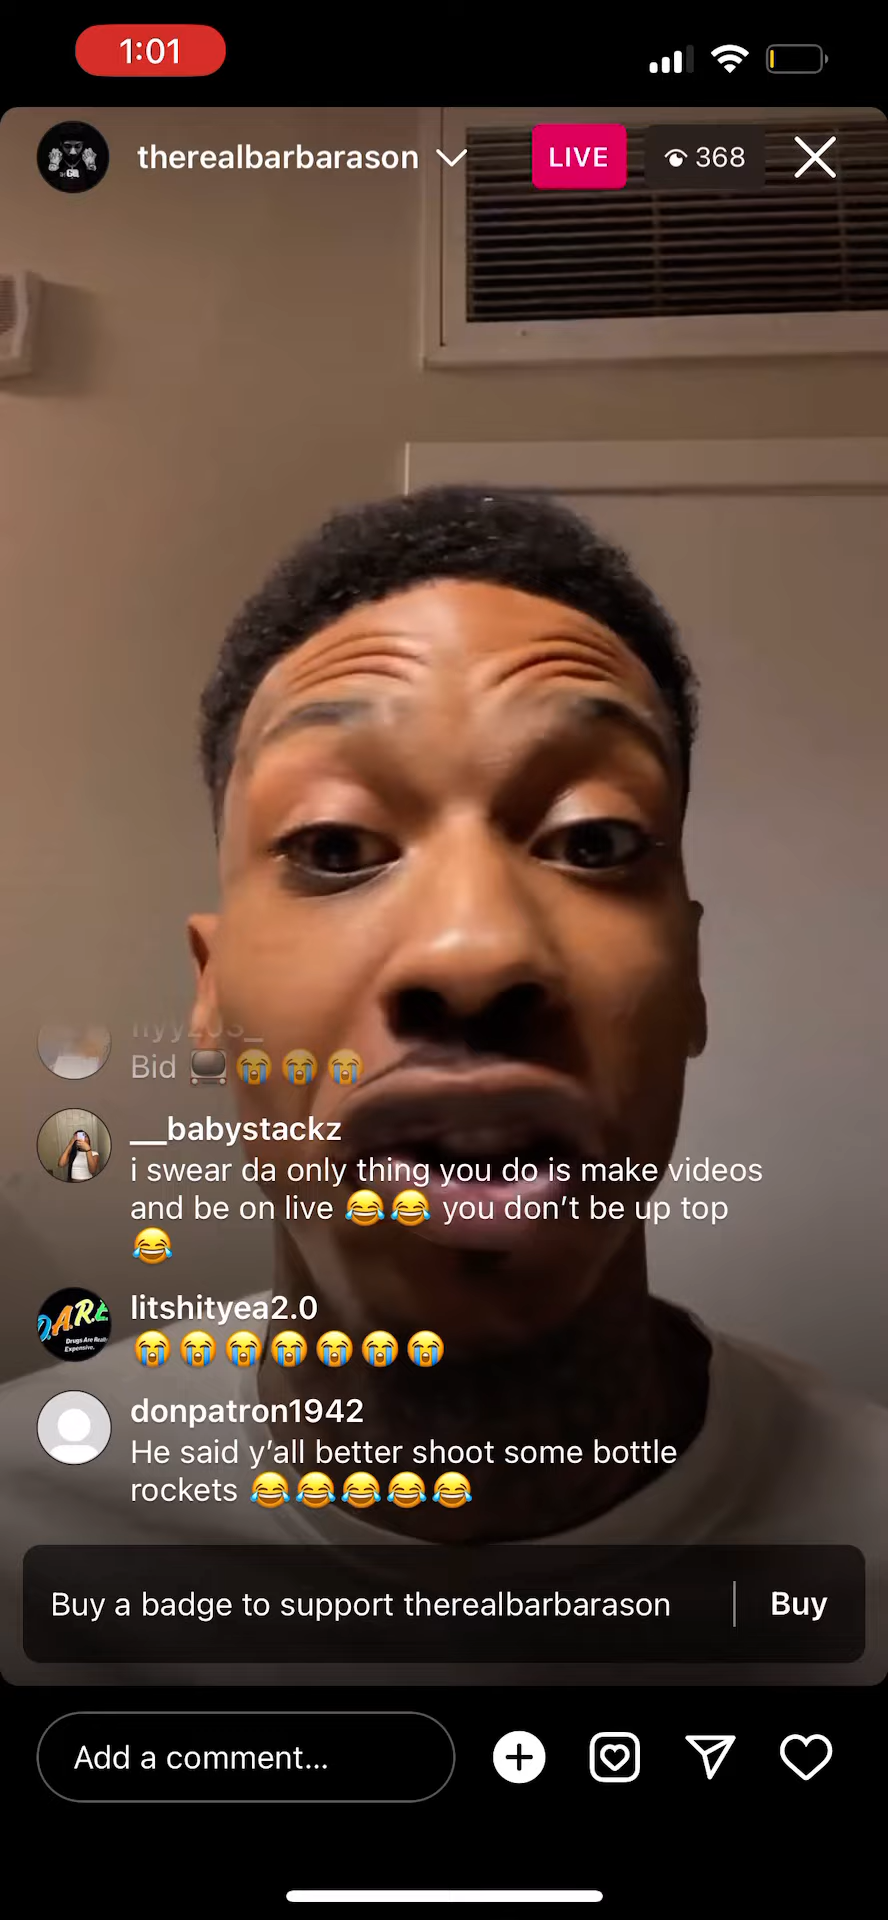 1:01
therealbarbarason
LIVE
368
Bid 📺😭😭😭
__babystackz
i swear da only thing you do is make videos
and be on live 😂😂 you don’t be up top
😂
litshityea2.0
😭😭😭😭😭😭😭
donpatron1942
He said y’all better shoot some bottle
rockets 😂😂😂😂😂
Buy a badge to support therealbarbarason
Buy
Add a comment...